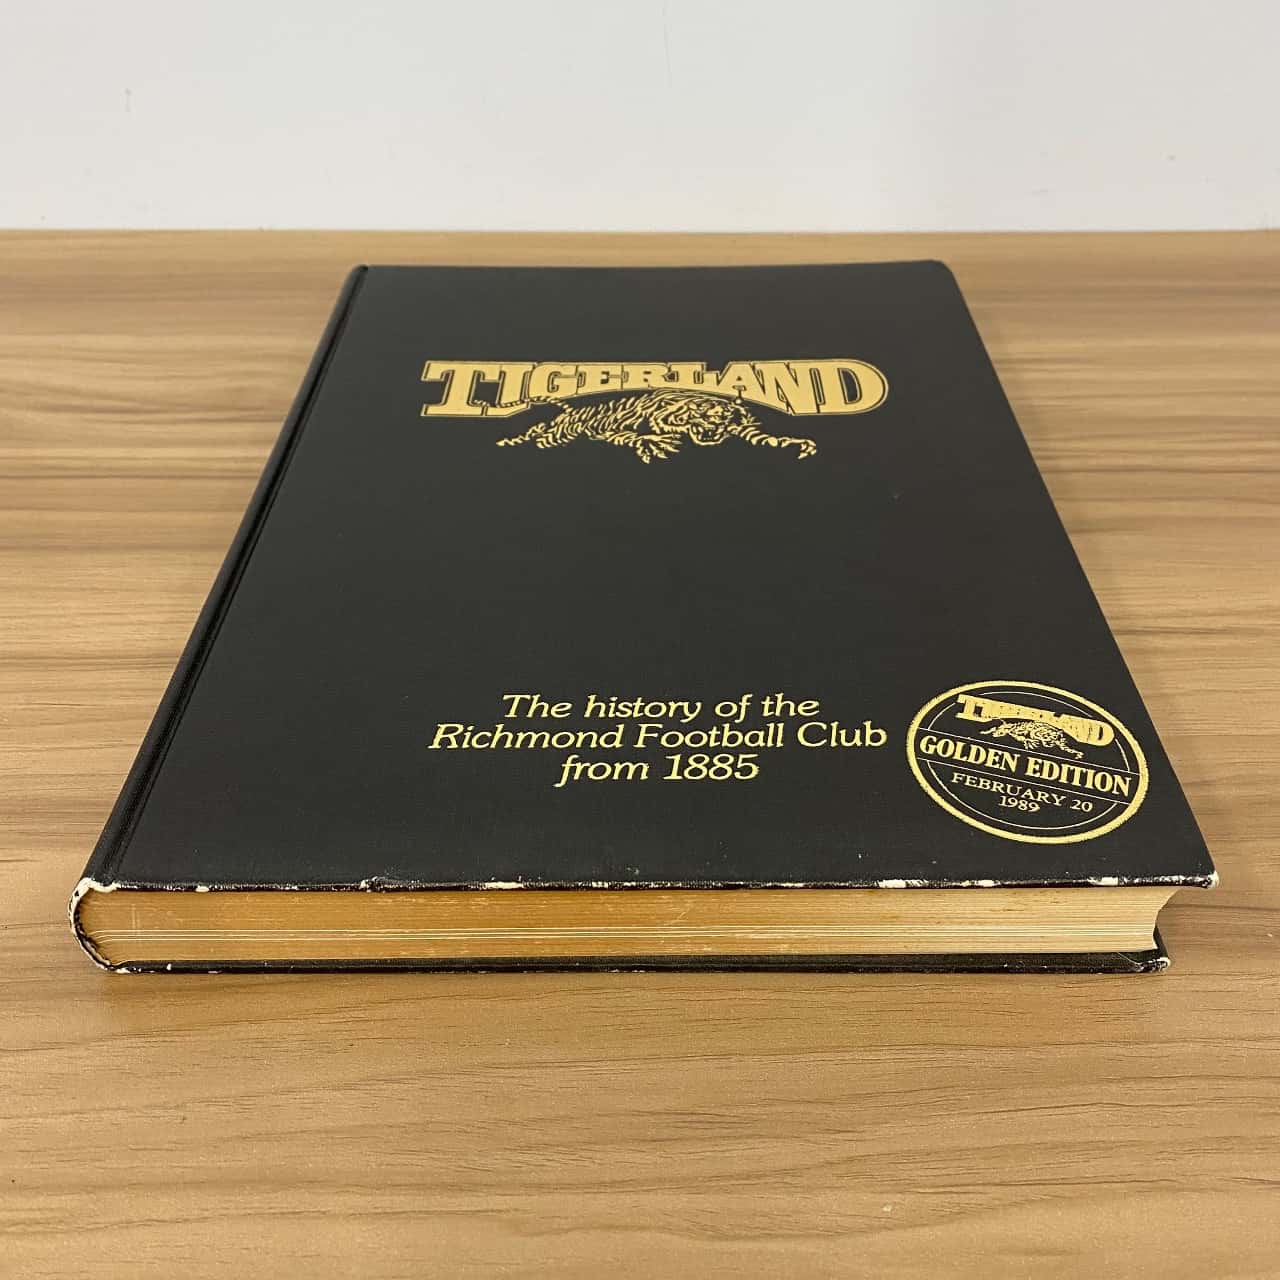 TIGERLAND
The history of the
Richmond Football Club
from 1885
TIGERLAND
GOLDEN EDITION
FEBRUARY 20
1989